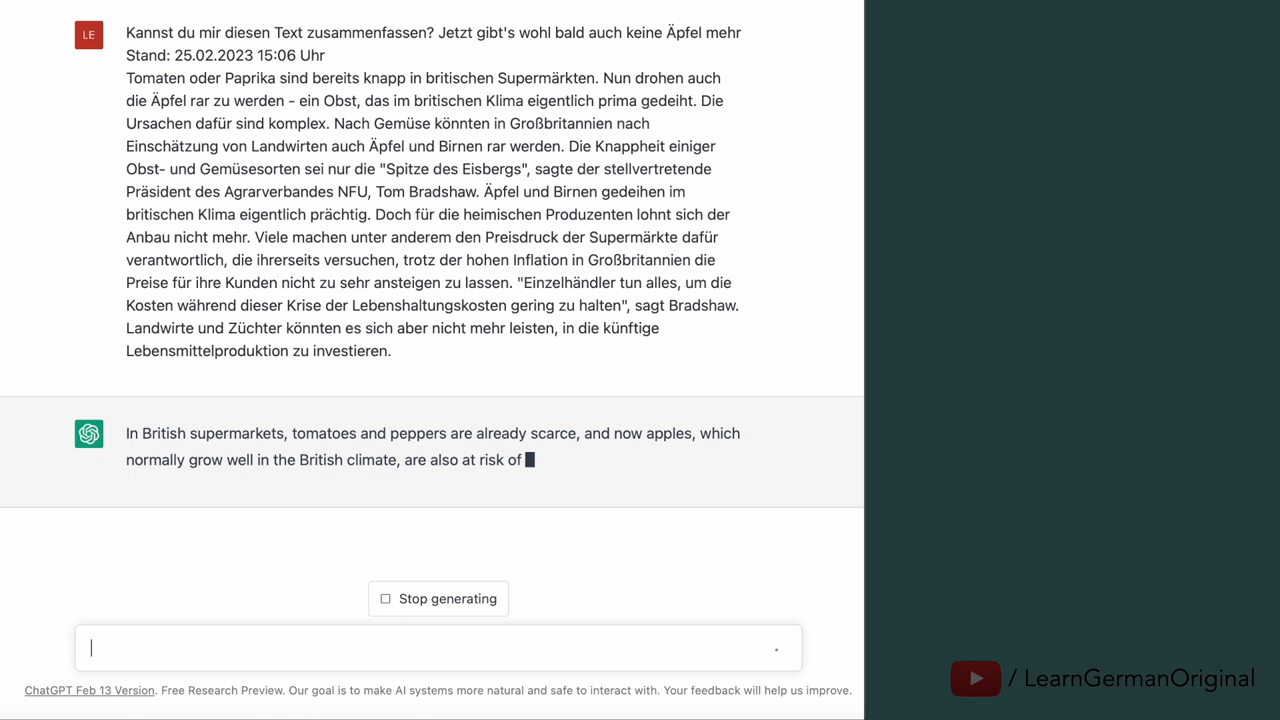 LE
Kannst du mir diesen Text zusammenfassen? Jetzt gibt's wohl bald auch keine Äpfel mehr
Stand: 25.02.2023 15:06 Uhr
Tomaten oder Paprika sind bereits knapp in britischen Supermärkten. Nun drohen auch
die Äpfel rar zu werden - ein Obst, das im britischen Klima eigentlich prima gedeiht. Die
Ursachen dafür sind komplex. Nach Gemüse könnten in Großbritannien nach
Einschätzung von Landwirten auch Äpfel und Birnen rar werden. Die Knappheit einiger
Obst- und Gemüsesorten sei nur die "Spitze des Eisbergs", sagte der stellvertretende
Präsident des Agrarverbandes NFU, Tom Bradshaw. Äpfel und Birnen gedeihen im
britischen Klima eigentlich prächtig. Doch für die heimischen Produzenten lohnt sich der
Anbau nicht mehr. Viele machen unter anderem den Preisdruck der Supermärkte dafür
verantwortlich, die ihrerseits versuchen, trotz der hohen Inflation in Großbritannien die
Preise für ihre Kunden nicht zu sehr ansteigen zu lassen. "Einzelhändler tun alles, um die
Kosten während dieser Krise der Lebenshaltungskosten gering zu halten", sagt Bradshaw.
Landwirte und Züchter könnten es sich aber nicht mehr leisten, in die künftige
Lebensmittelproduktion zu investieren.
In British supermarkets, tomatoes and peppers are already scarce, and now apples, which
normally grow well in the British climate, are also at risk of
Stop generating
ChatGPT Feb 13 Version. Free Research Preview. Our goal is to make AI systems more natural and safe to interact with. Your feedback will help us improve.
/ LearnGermanOriginal